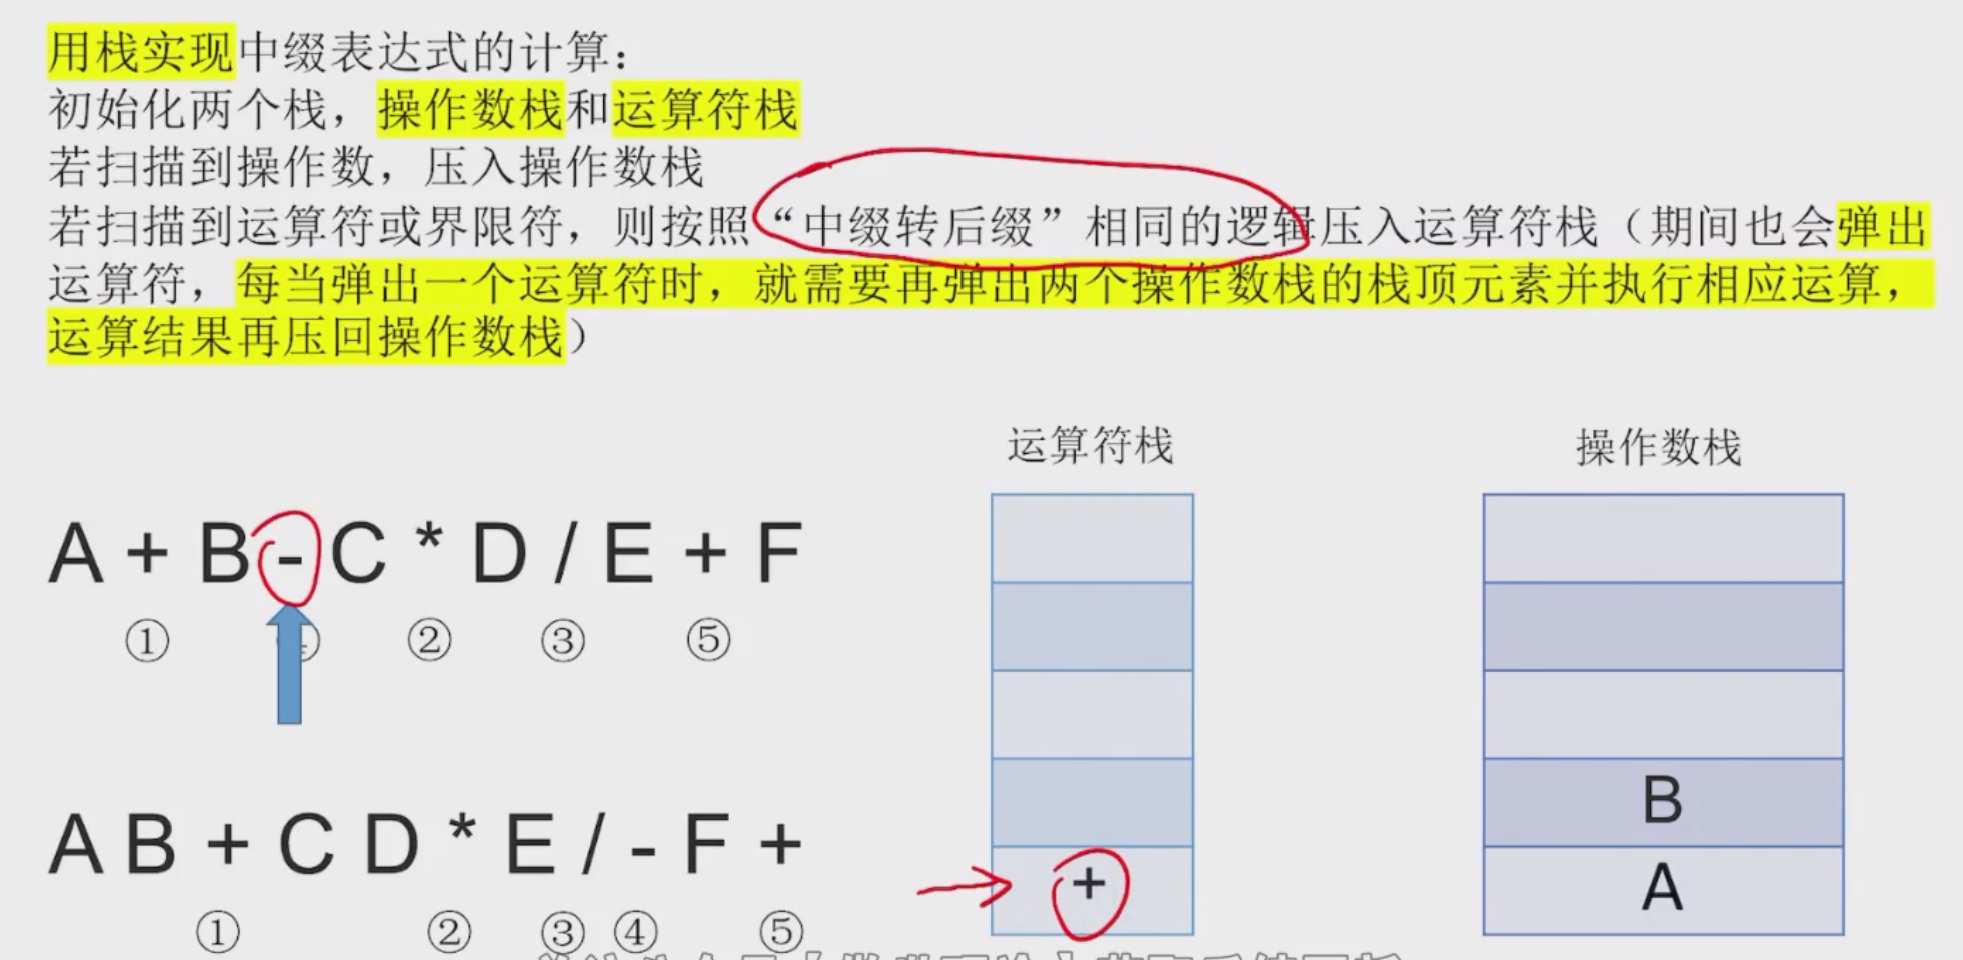 用栈实现中缀表达式的计算：
初始化两个栈，操作数栈和运算符栈
若扫描到操作数，压入操作数栈
若扫描到运算符或界限符，则按照“中缀转后缀”相同的逻辑压入运算符栈（期间也会弹出
运算符，每当弹出一个运算符时，就需要再弹出两个操作数栈的栈顶元素并执行相应运算，
运算结果再压回操作数栈）
运算符栈 操作数栈
A + B - C * D / E + F
① ② ③ ⑤
B
A B + C D * E / - F +
+ A
① ② ③ ④ ⑤